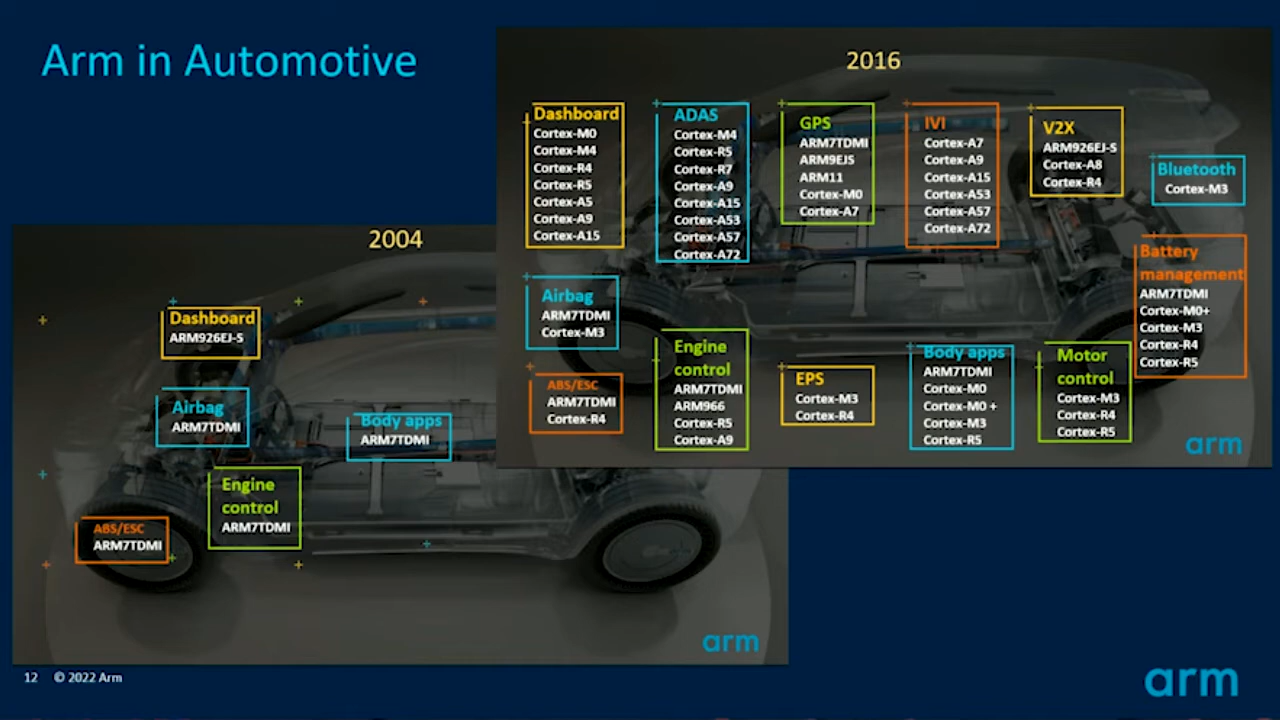 Arm in Automotive
2016
Dashboard
Cortex-M0
Cortex-M4
Cortex-R4
Cortex-R5
Cortex-A5
Cortex-A9
Cortex-A15
ADAS
Cortex-M4
Cortex-R5
Cortex-R7
Cortex-A9
Cortex-A15
Cortex-A53
Cortex-A57
Cortex-A72
GPS
ARM7TDMI
ARM9EJS
ARM11
Cortex-M0
Cortex-A7
IVI
Cortex-A7
Cortex-A9
Cortex-A15
Cortex-A53
Cortex-A57
Cortex-A72
V2X
ARM926EJ-S
Cortex-A8
Cortex-R4
Bluetooth
Cortex-M3
Battery
management
ARM7TDMI
Cortex-M0+
Cortex-M3
Cortex-R4
Cortex-R5
Airbag
ARM7TDMI
Cortex-M3
ABS/ESC
ARM7TDMI
Cortex-R4
Engine
control
ARM7TDMI
ARM966
Cortex-R5
Cortex-A9
EPS
Cortex-M3
Cortex-R4
Body apps
ARM7TDMI
Cortex-M0
Cortex-M0 +
Cortex-M3
Cortex-R5
Motor
control
Cortex-M3
Cortex-R4
Cortex-R5
arm
2004
Dashboard
ARM926EJ-S
Airbag
ARM7TDMI
Body apps
ARM7TDMI
Engine
control
ARM7TDMI
ABS/ESC
ARM7TDMI
arm
12 © 2022 Arm
arm